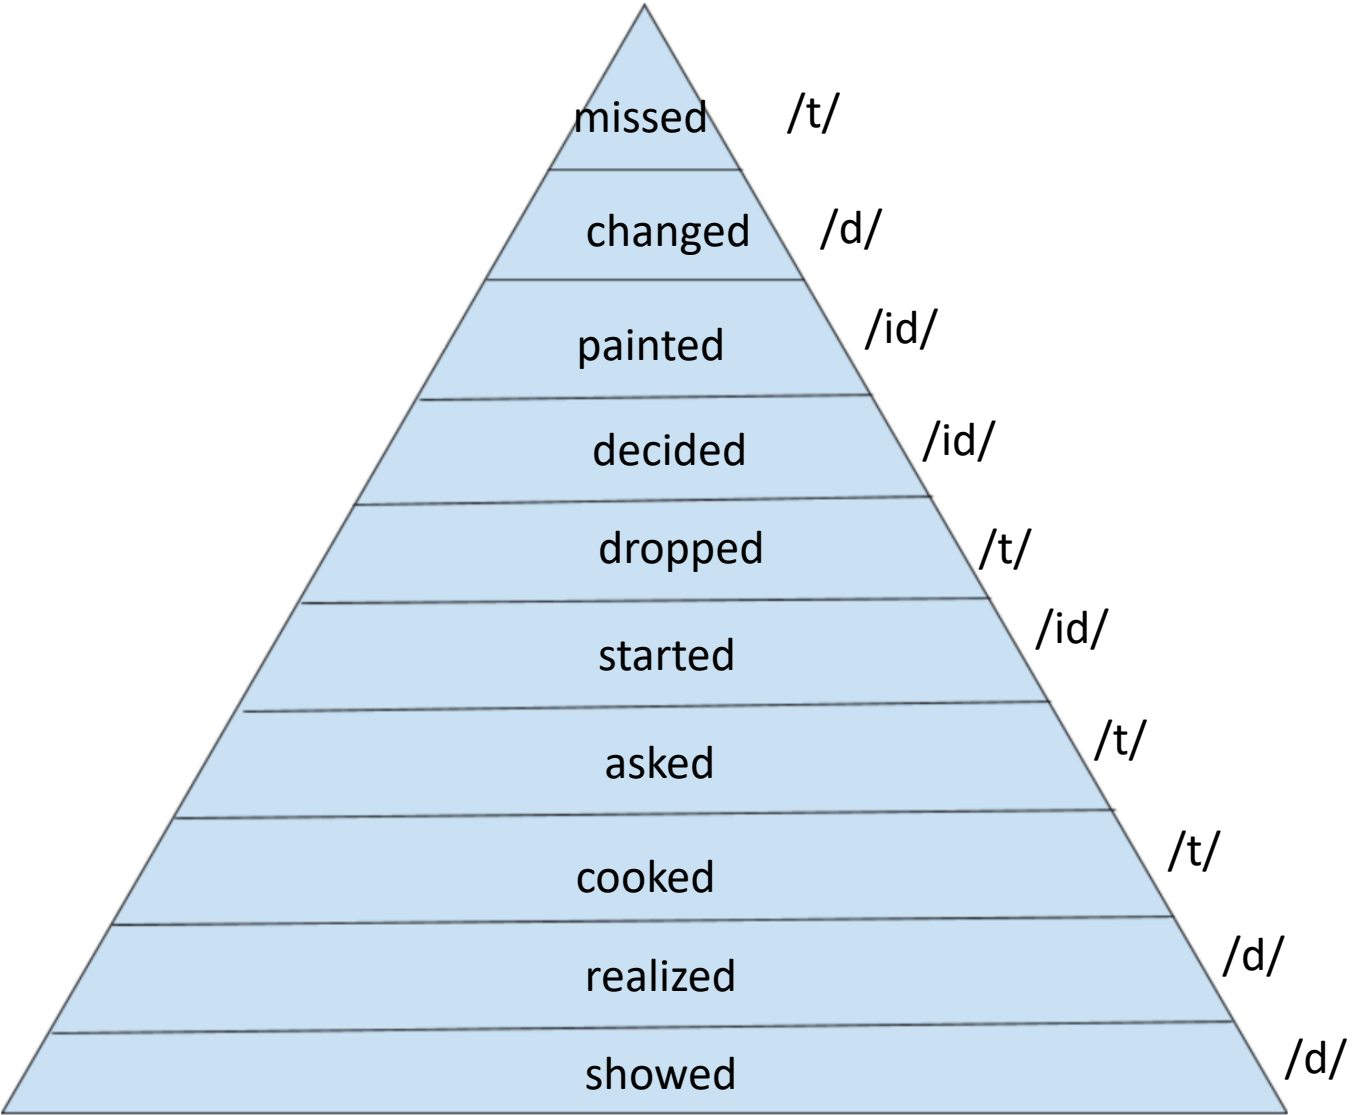 missed /t/
changed /d/
painted /id/
decided /id/
dropped /t/
started /id/
asked /t/
cooked /t/
realized /d/
showed /d/